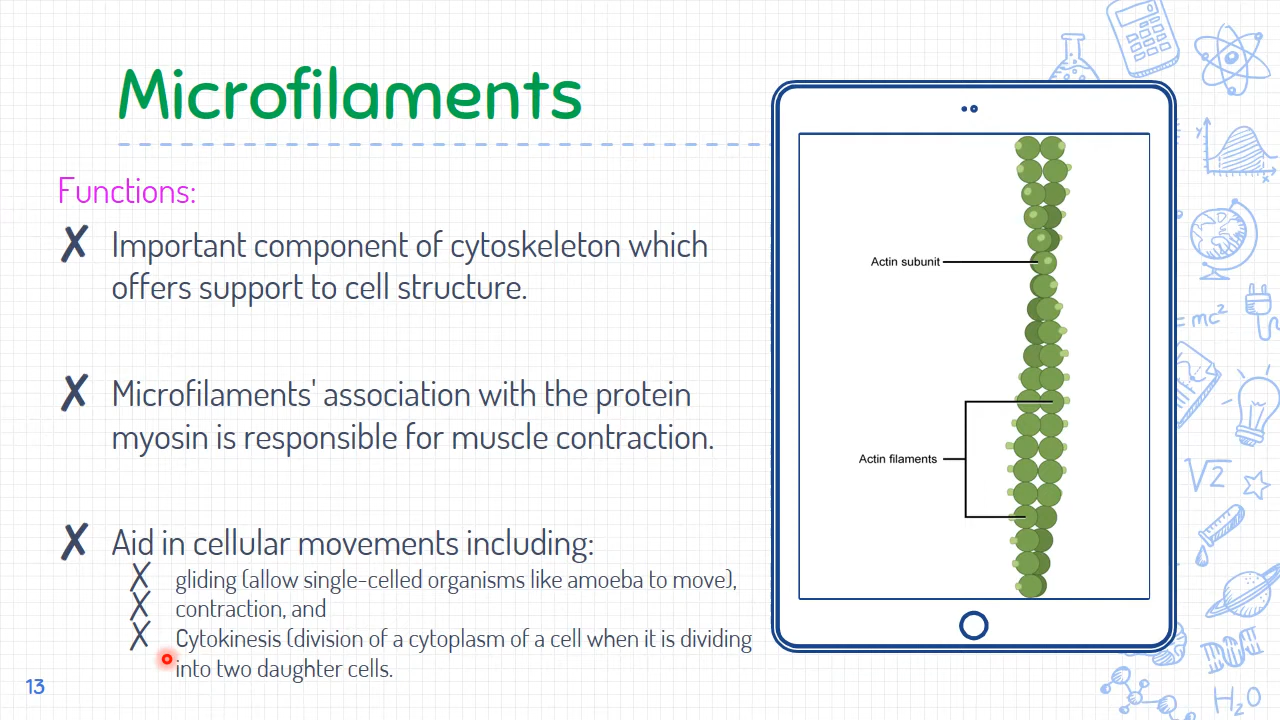 Microfilaments
Functions:
✗ Important component of cytoskeleton which
offers support to cell structure.
✗ Microfilaments' association with the protein
myosin is responsible for muscle contraction.
✗ Aid in cellular movements including:
✗ gliding (allow single-celled organisms like amoeba to move),
✗ contraction, and
✗ Cytokinesis (division of a cytoplasm of a cell when it is dividing
into two daughter cells.
13
Actin subunit
Actin filaments
y
x
= mc²
√2
H₂O